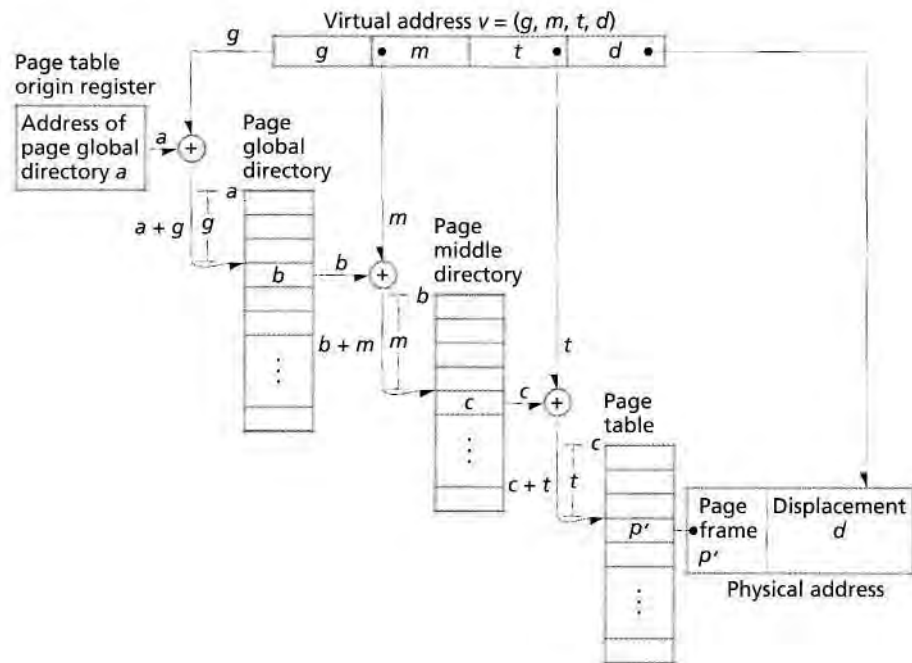 Virtual address v = (g, m, t, d)
g
g m t d
Page table
origin register
Address of
page global
directory a
a
+
Page
global
directory
a
a + g
g
m
Page
middle
directory
b
b
+
b
b + m
m
t
c
c
+
Page
table
c
c + t
t
p′
Page
frame
p′
Displacement
d
Physical address